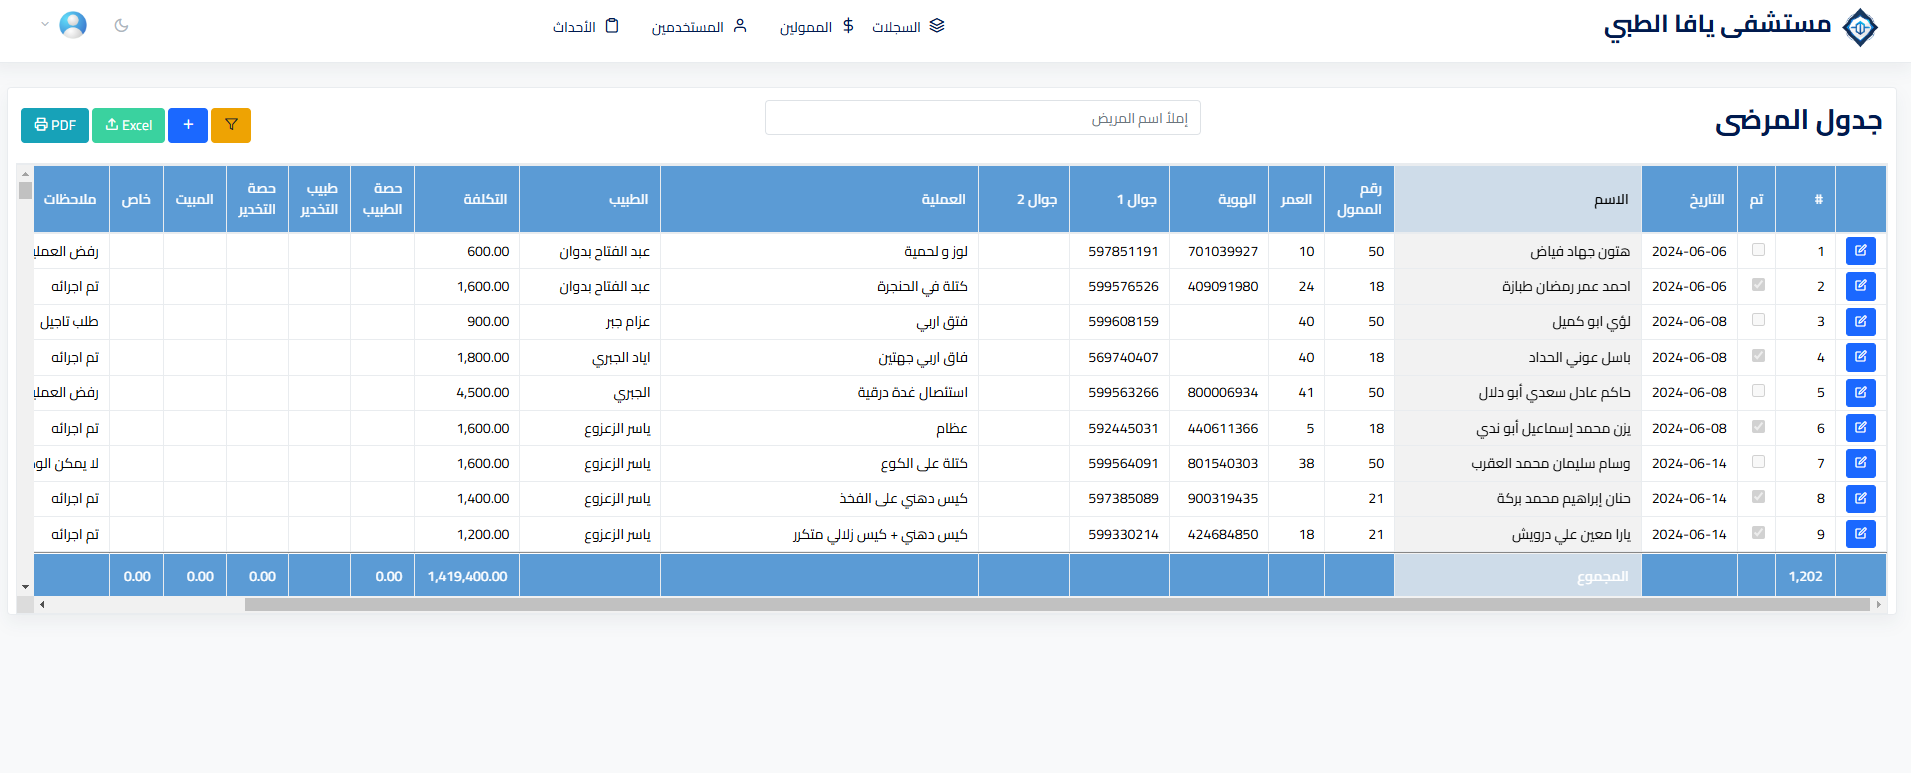 مستشفى يافا الطبي
السجلات الممولين المستخدمين الأحداث
جدول المرضى
إملأ اسم المريض
+ Excel PDF
# تم التاريخ الاسم رقم الممول العمر الهوية جوال 1 جوال 2 العملية الطبيب التكلفة حصة الطبيب طبيب التخدير حصة التخدير المبيت خاص ملاحظات
1 2024-06-06 هتون جهاد فياض 50 10 701039927 597851191 لوز و لحمية عبد الفتاح بدوان 600.00 رفض العملي
2 2024-06-06 احمد عمر رمضان طبازة 18 24 409091980 599576526 كتلة في الحنجرة عبد الفتاح بدوان 1,600.00 تم اجرائه
3 2024-06-08 لؤي ابو كميل 50 40 599608159 فتق اربي عزام جبر 900.00 طلب تاجيل
4 2024-06-08 باسل عوني الحداد 18 40 569740407 فاق اربي جهتين اياد الجبري 1,800.00 تم اجرائه
5 2024-06-08 حاكم عادل سعدي أبو دلال 50 41 800006934 599563266 استئصال غدة درقية الجبري 4,500.00 رفض العملي
6 2024-06-08 يزن محمد إسماعيل أبو ندي 18 5 440611366 592445031 عظام ياسر الزعزوع 1,600.00 تم اجرائه
7 2024-06-14 وسام سليمان محمد العقرب 50 38 801540303 599564091 كتلة على الكوع ياسر الزعزوع 1,600.00 لا يمكن الو
8 2024-06-14 حنان إبراهيم محمد بركة 21 900319435 597385089 كيس دهني على الفخذ ياسر الزعزوع 1,400.00 تم اجرائه
9 2024-06-14 يارا معين علي درويش 21 18 424684850 599330214 كيس دهني + كيس زلالي متكرر ياسر الزعزوع 1,200.00 تم اجرائه
1,202 المجموع 1,419,400.00 0.00 0.00 0.00 0.00